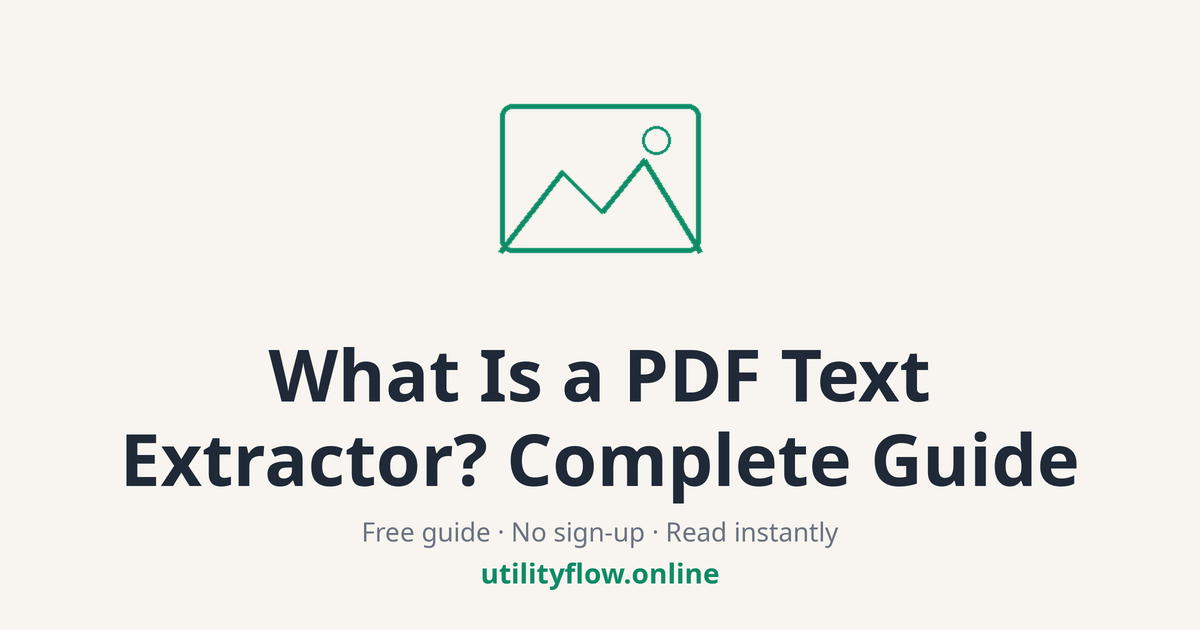 What Is a PDF Text
Extractor? Complete Guide
Free guide · No sign-up · Read instantly
utilityflow.online